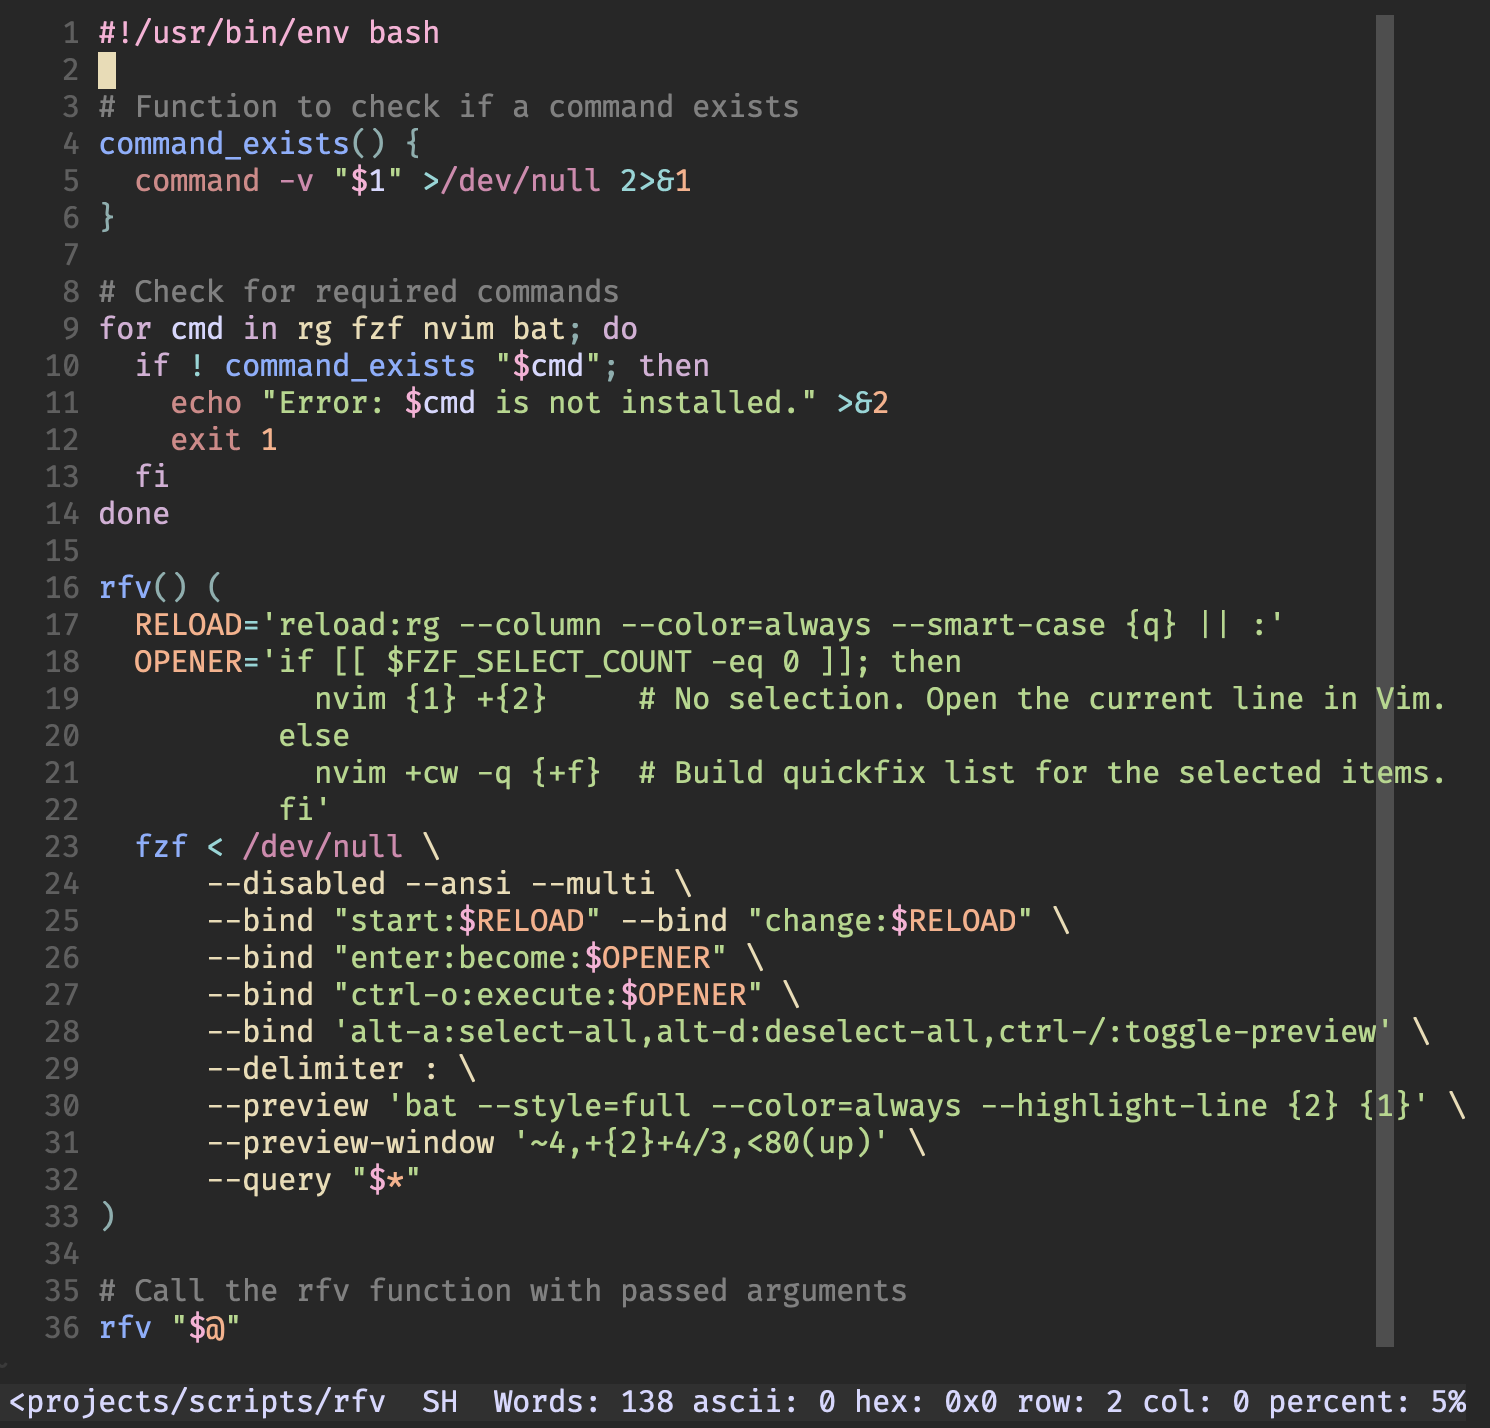 1 #!/usr/bin/env bash
2
3 # Function to check if a command exists
4 command_exists() {
5   command -v "$1" >/dev/null 2>&1
6 }
7
8 # Check for required commands
9 for cmd in rg fzf nvim bat; do
10   if ! command_exists "$cmd"; then
11     echo "Error: $cmd is not installed." >&2
12     exit 1
13   fi
14 done
15
16 rfv() (
17   RELOAD='reload:rg --column --color=always --smart-case {q} || :'
18   OPENER='if [[ $FZF_SELECT_COUNT -eq 0 ]]; then
19             nvim {1} +{2}     # No selection. Open the current line in Vim.
20           else
21             nvim +cw -q {+f}  # Build quickfix list for the selected items.
22           fi'
23   fzf < /dev/null \
24       --disabled --ansi --multi \
25       --bind "start:$RELOAD" --bind "change:$RELOAD" \
26       --bind "enter:become:$OPENER" \
27       --bind "ctrl-o:execute:$OPENER" \
28       --bind 'alt-a:select-all,alt-d:deselect-all,ctrl-/:toggle-preview' \
29       --delimiter : \
30       --preview 'bat --style=full --color=always --highlight-line {2} {1}' \
31       --preview-window '~4,+{2}+4/3,<80(up)' \
32       --query "$*"
33 )
34
35 # Call the rfv function with passed arguments
36 rfv "$@"
<projects/scripts/rfv  SH  Words: 138 ascii: 0 hex: 0x0 row: 2 col: 0 percent: 5%